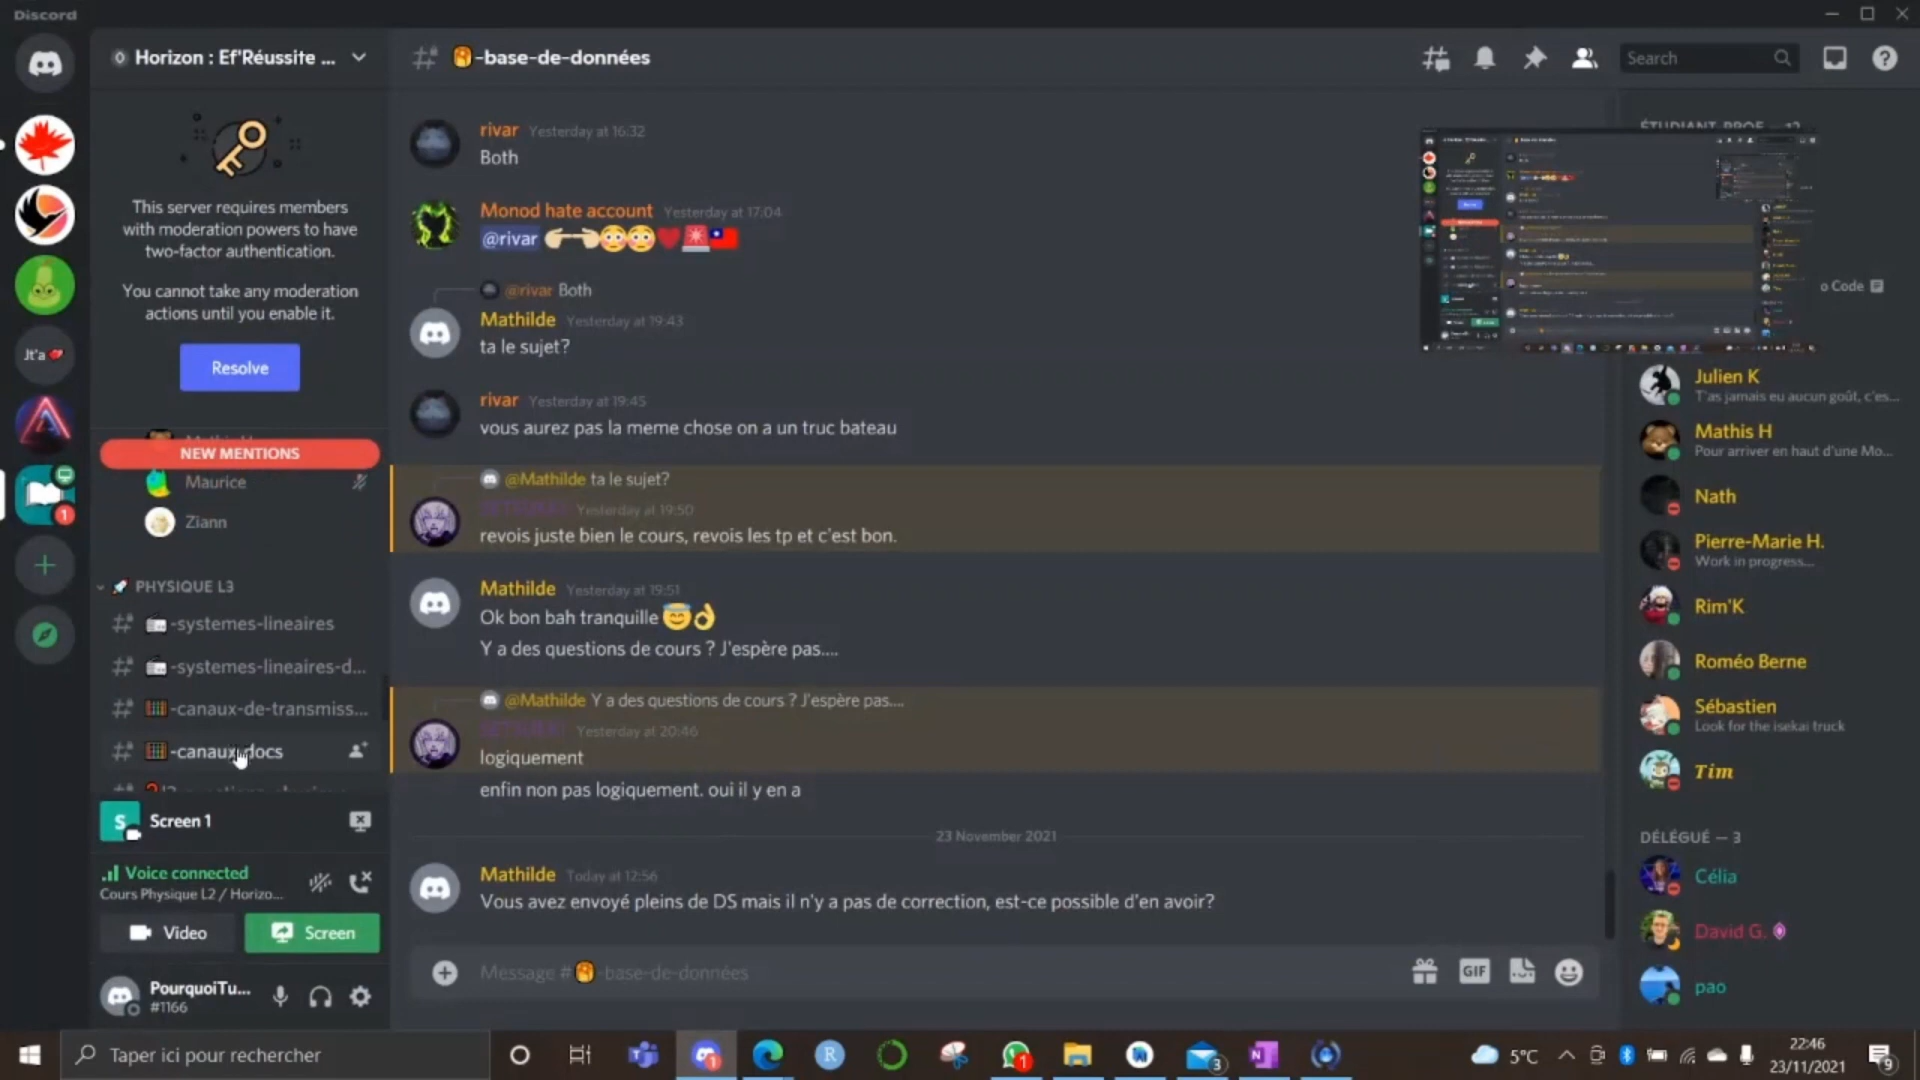 Discord
Horizon : Ef'Réussite ...
This server requires members
with moderation powers to have
two-factor authentication.
You cannot take any moderation
actions until you enable it.
Resolve
NEW MENTIONS
Maurice
Ziann
PHYSIQUE L3
-systemes-lineaires
-systemes-lineaires-d...
-canaux-de-transmiss...
-canaux-docs
Screen 1
Voice connected
Cours Physique L2 / Horizo...
Video
Screen
PourquoiTu...
#1166
Jt'a
1
-base-de-données
Search
rivar Yesterday at 16:32
Both
Monod hate account Yesterday at 17:04
@rivar
@rivar Both
Mathilde Yesterday at 19:43
ta le sujet?
rivar Yesterday at 19:45
vous aurez pas la meme chose on a un truc bateau
@Mathilde ta le sujet?
Yesterday at 19:50
revois juste bien le cours, revois les tp et c'est bon.
Mathilde Yesterday at 19:51
Ok bon bah tranquille
Y a des questions de cours ? J'espère pas....
@Mathilde Y a des questions de cours ? J'espère pas....
Yesterday at 20:46
logiquement
enfin non pas logiquement. oui il y en a
23 November 2021
Mathilde Today at 12:56
Vous avez envoyé pleins de DS mais il n'y a pas de correction, est-ce possible d'en avoir?
Message # -base-de-données
GIF
ÉTUDIANT PROF — 12
o Code
Julien K
T'as jamais eu aucun goût, c'es...
Mathis H
Pour arriver en haut d'une Mo...
Nath
Pierre-Marie H.
Work in progress...
Rim'K
Roméo Berne
Sébastien
Look for the isekai truck
Tim
DÉLÉGUÉ — 3
Célia
David G.
pao
Taper ici pour rechercher
1
R
1
3
N
5°C
22:46
23/11/2021
9